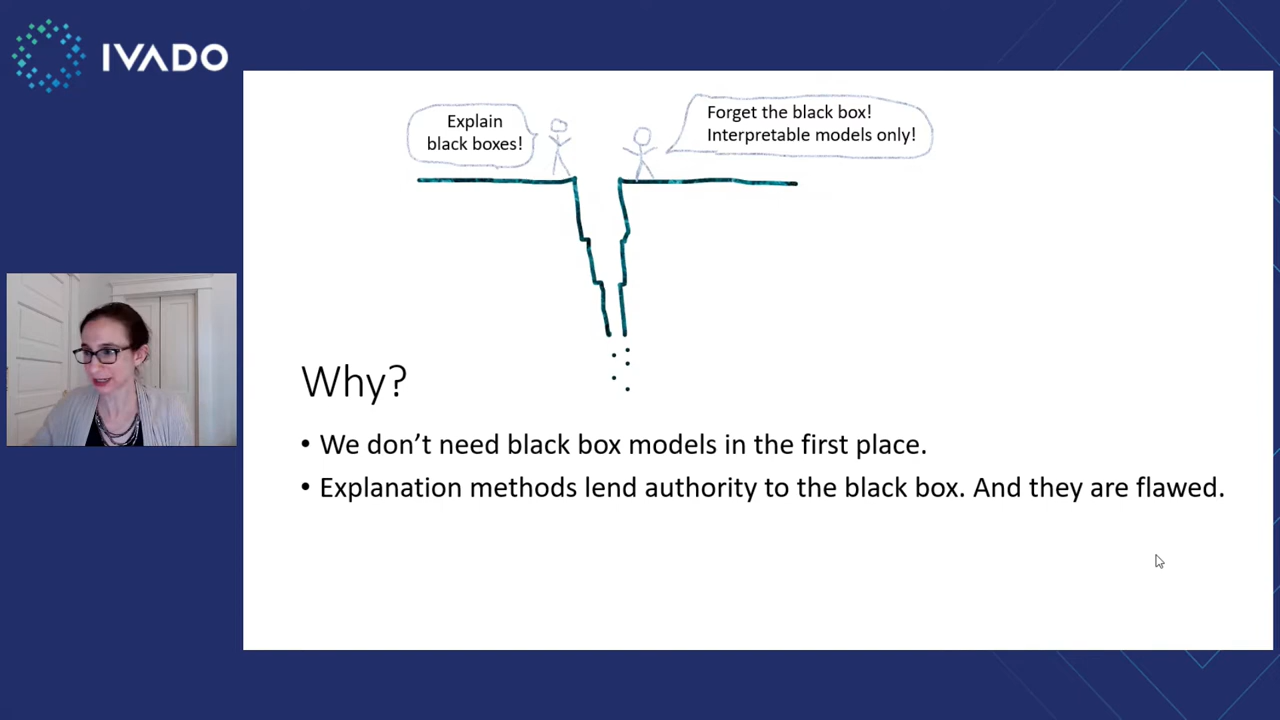 IVADO
Explain
black boxes!
Forget the black box!
Interpretable models only!
Why?
• We don’t need black box models in the first place.
• Explanation methods lend authority to the black box. And they are flawed.